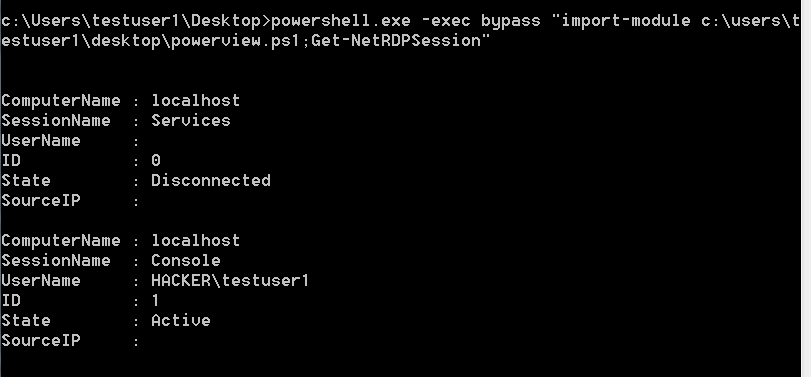 c:\Users\testuser1\Desktop>powershell.exe -exec bypass "import-module c:\users\t
estuser1\desktop\powerview.ps1;Get-NetRDPSession"
ComputerName : localhost
SessionName : Services
UserName :
ID : 0
State : Disconnected
SourceIP :
ComputerName : localhost
SessionName : Console
UserName : HACKER\testuser1
ID : 1
State : Active
SourceIP :